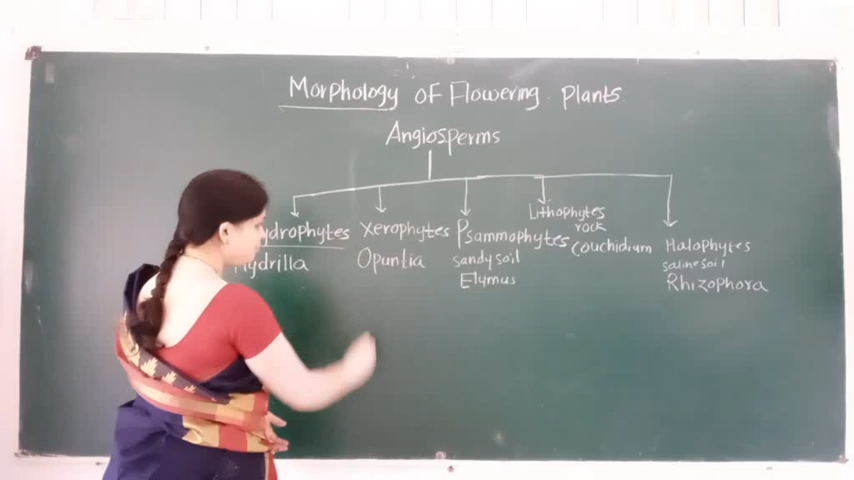 Morphology of Flowering Plants
Angiosperms
Hydrophytes
Hydrilla
Xerophytes
Opuntia
Psammophytes
sandy soil
Elymus
Lithophytes
rock
Couchidium
Halophytes
saline soil
Rhizophora